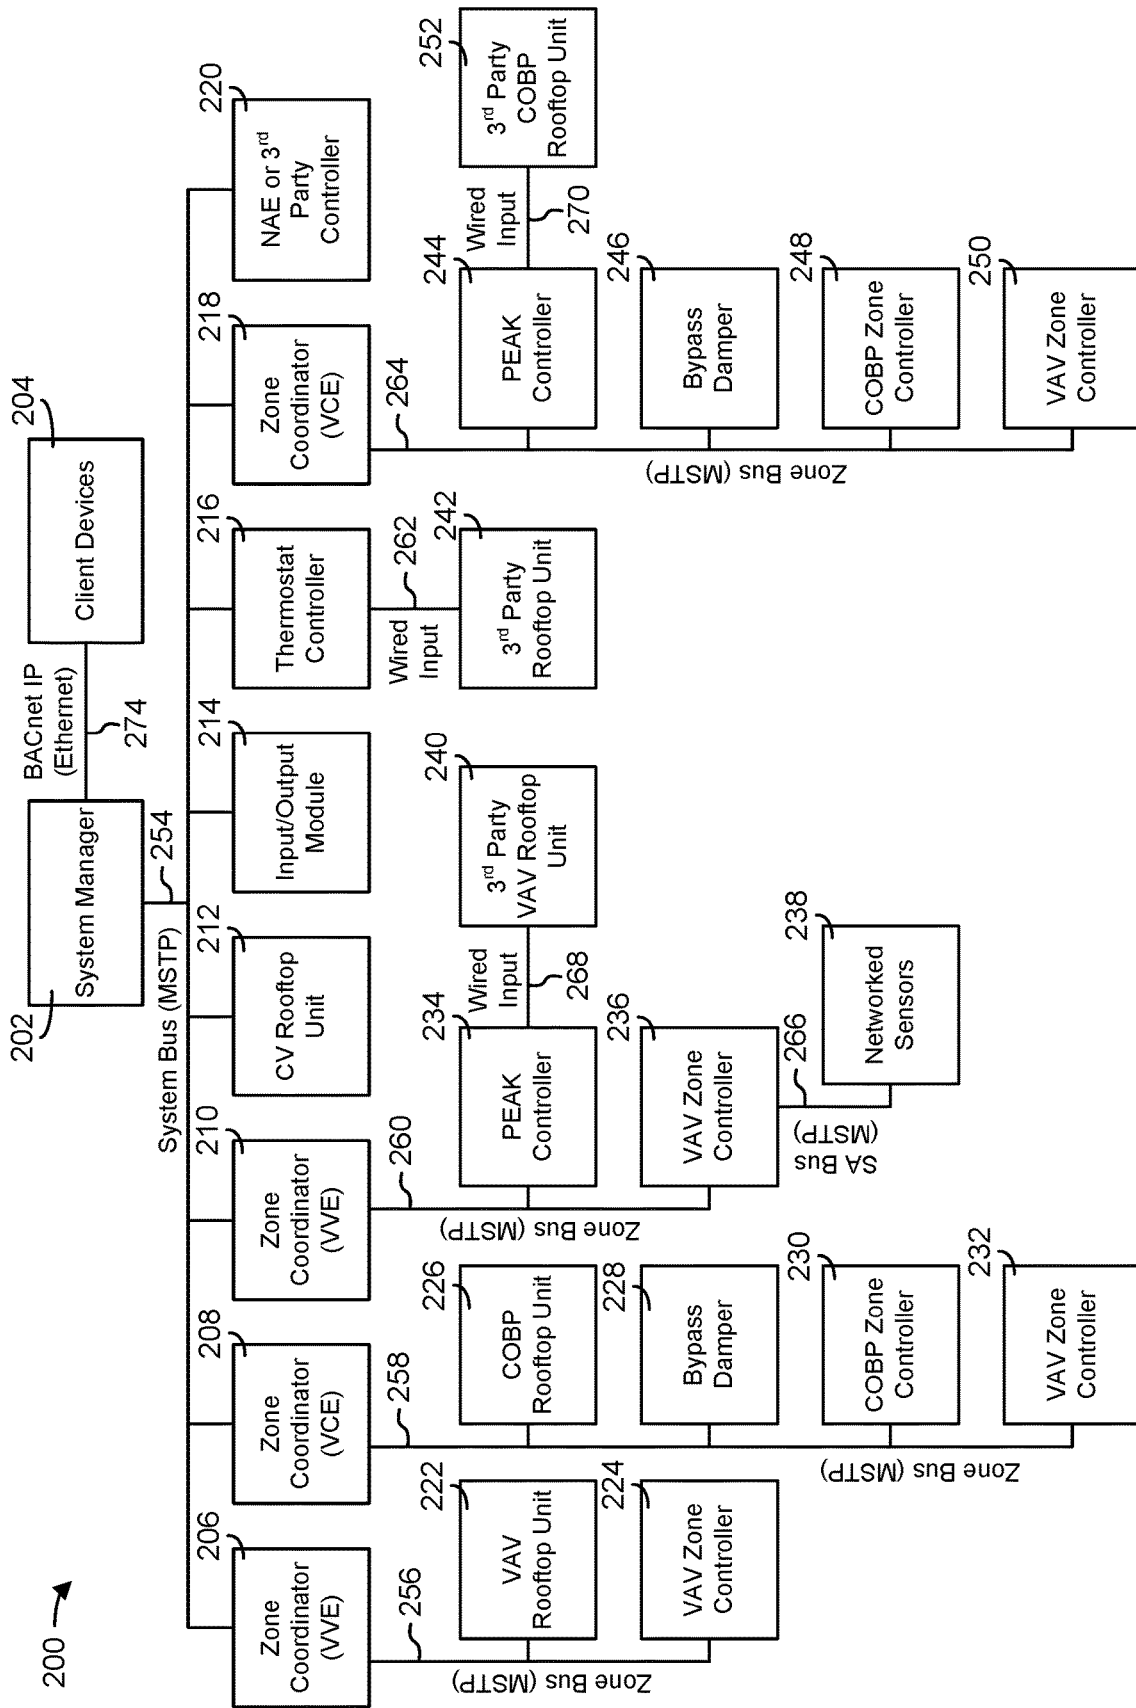 200
202
System Manager
BACnet IP
(Ethernet)
274
204
Client Devices
254
System Bus (MSTP)
206
Zone
Coordinator
(VVE)
208
Zone
Coordinator
(VCE)
210
Zone
Coordinator
(VVE)
212
CV Rooftop
Unit
214
Input/Output
Module
216
Thermostat
Controller
218
Zone
Coordinator
(VCE)
220
NAE or 3rd
Party
Controller
256
Zone Bus (MSTP)
222
VAV
Rooftop Unit
224
VAV Zone
Controller
258
Zone Bus (MSTP)
226
COBP
Rooftop Unit
228
Bypass
Damper
230
COBP Zone
Controller
232
VAV Zone
Controller
260
Zone Bus (MSTP)
234
PEAK
Controller
Wired
Input
268
240
3rd Party
VAV Rooftop
Unit
236
VAV Zone
Controller
266
SA Bus
(MSTP)
238
Networked
Sensors
262
Wired
Input
242
3rd Party
Rooftop Unit
264
Zone Bus (MSTP)
244
PEAK
Controller
Wired
Input
270
252
3rd Party
COBP
Rooftop Unit
246
Bypass
Damper
248
COBP Zone
Controller
250
VAV Zone
Controller